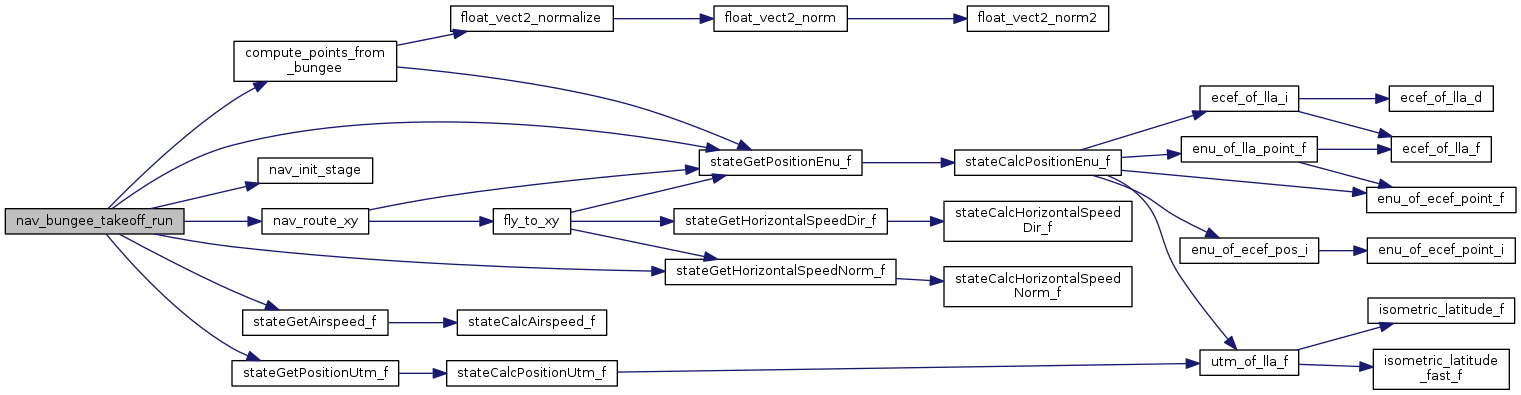 nav_bungee_takeoff_run
compute_points_from
_bungee
float_vect2_normalize
float_vect2_norm
float_vect2_norm2
nav_init_stage
nav_route_xy
fly_to_xy
stateGetPositionEnu_f
stateCalcPositionEnu_f
ecef_of_lla_i
ecef_of_lla_d
enu_of_lla_point_f
ecef_of_lla_f
enu_of_ecef_point_f
enu_of_ecef_pos_i
enu_of_ecef_point_i
stateGetHorizontalSpeedDir_f
stateCalcHorizontalSpeed
Dir_f
stateGetHorizontalSpeedNorm_f
stateCalcHorizontalSpeed
Norm_f
stateGetAirspeed_f
stateCalcAirspeed_f
stateGetPositionUtm_f
stateCalcPositionUtm_f
utm_of_lla_f
isometric_latitude_f
isometric_latitude
_fast_f